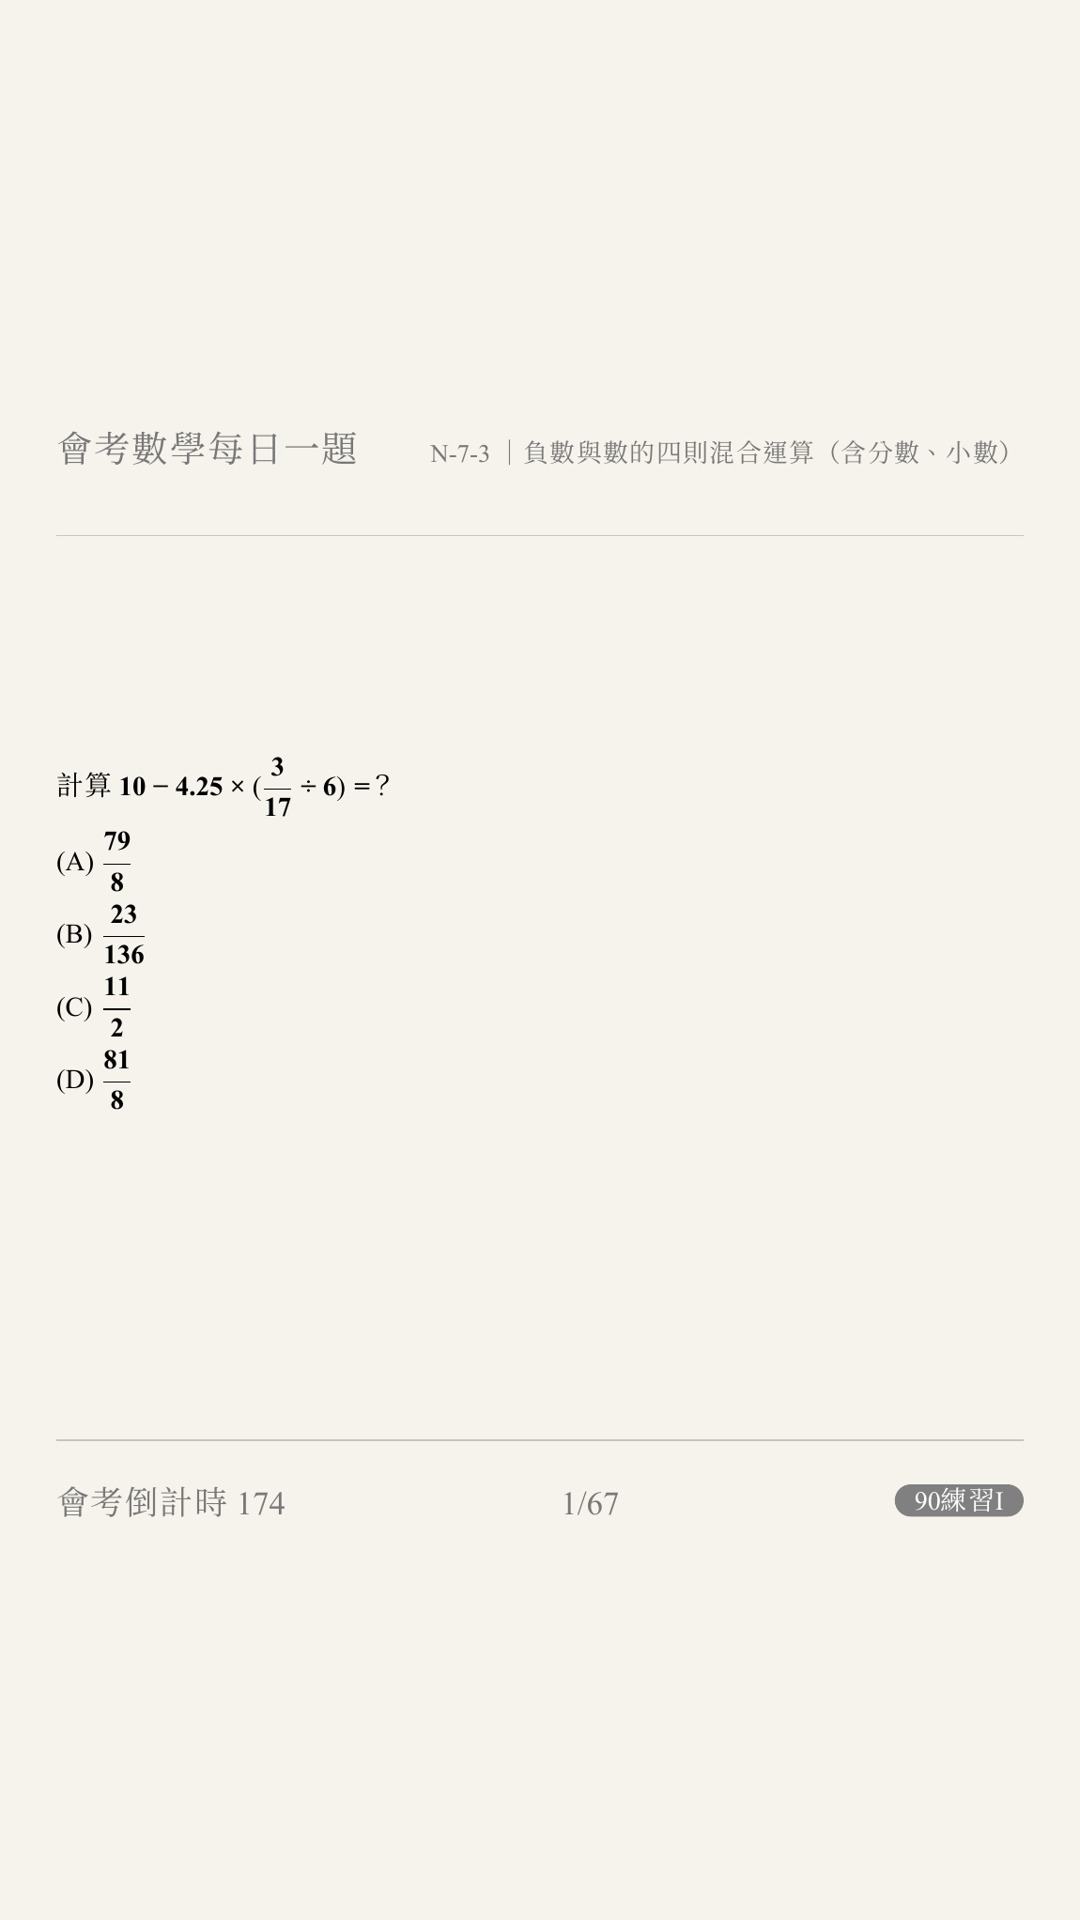 會考數學每日一題
N-7-3｜負數與數的四則混合運算（含分數、小數）
計算 10 − 4.25 × (3/17 ÷ 6) =？
(A) 79/8
(B) 23/136
(C) 11/2
(D) 81/8
會考倒計時 174
1/67
90練習I